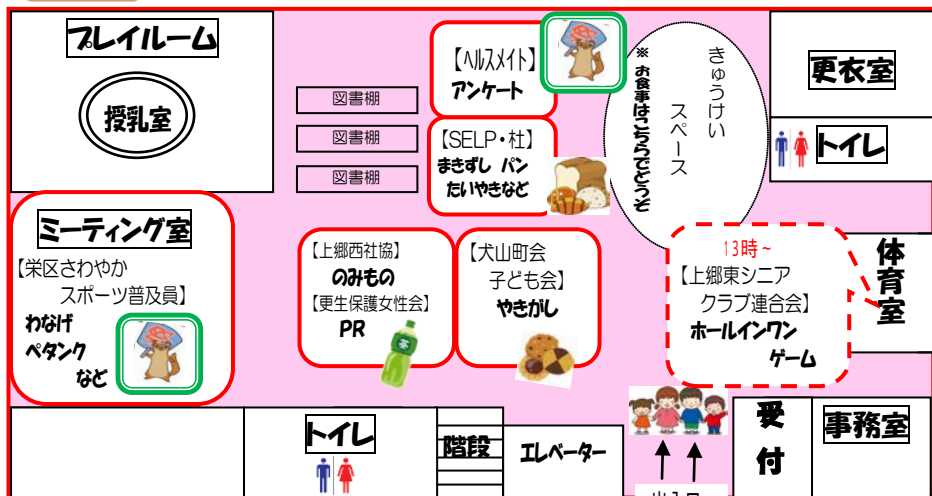 プレイルーム
授乳室
図書棚
図書棚
図書棚
【ヘルスメイト】
アンケート
【SELP・杜】
まきずし パン
たいやきなど
きゅうけい
スペース
※ お食事はこちらでどうぞ
更衣室
トイレ
ミーティング室
【栄区さわやか
スポーツ普及員】
わなげ
ペタンク
など
【上郷西社協】
のみもの
【更生保護女性会】
PR
茶
【犬山町会
子ども会】
やきがし
13時~
【上郷東シニア
クラブ連合会】
ホールインワン
ゲーム
体育室
トイレ
階段
エレベーター
受付
事務室